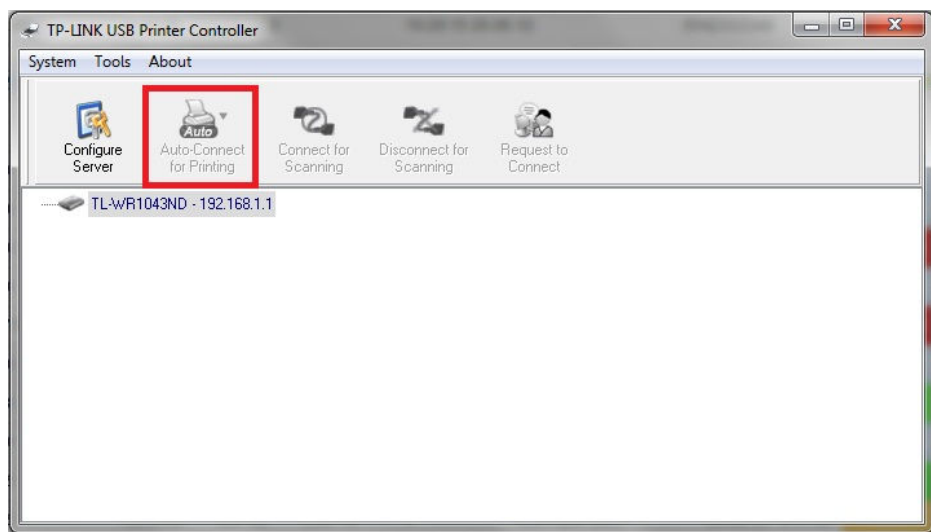 TP-LINK USB Printer Controller
System Tools About
Auto
Configure Server
Auto-Connect for Printing
Connect for Scanning
Disconnect for Scanning
Request to Connect
TL-WR1043ND - 192.168.1.1